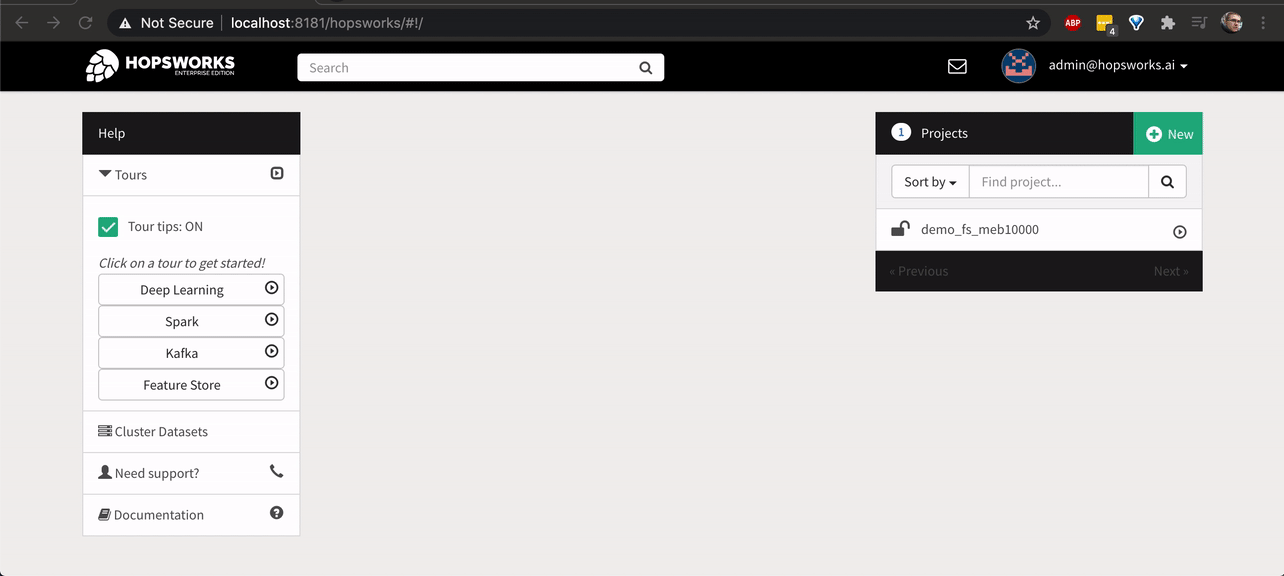 Not Secure | localhost:8181/hopsworks/#!/
ABP
4
HOPSWORKS
ENTERPRISE EDITION
Search
admin@hopsworks.ai
Help
Tours
Tour tips: ON
Click on a tour to get started!
Deep Learning
Spark
Kafka
Feature Store
Cluster Datasets
Need support?
Documentation
1 Projects
New
Sort by
Find project...
demo_fs_meb10000
« Previous
Next »